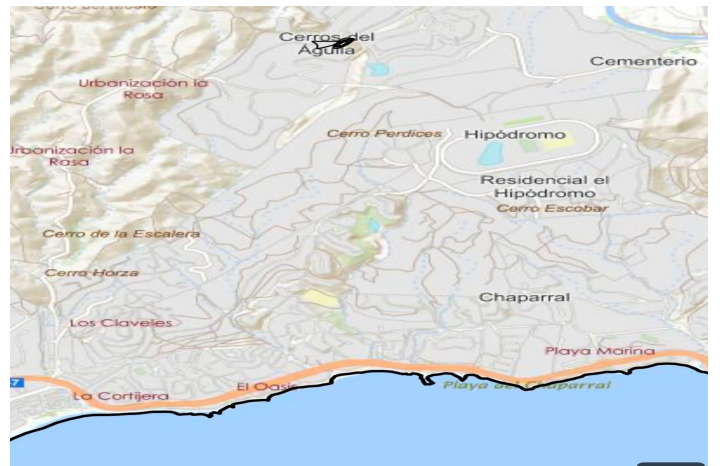 Cerros del
Águila
Cementerio
Urbanización la
Rosa
Cerro Perdices
Hipódromo
Urbanización la
Rosa
Residencial el
Hipódromo
Cerro Escobar
Cerro de la Escalera
Cerro Horza
Chaparral
Los Claveles
Playa Marina
El Oasis
Playa del Chaparral
La Cortijera